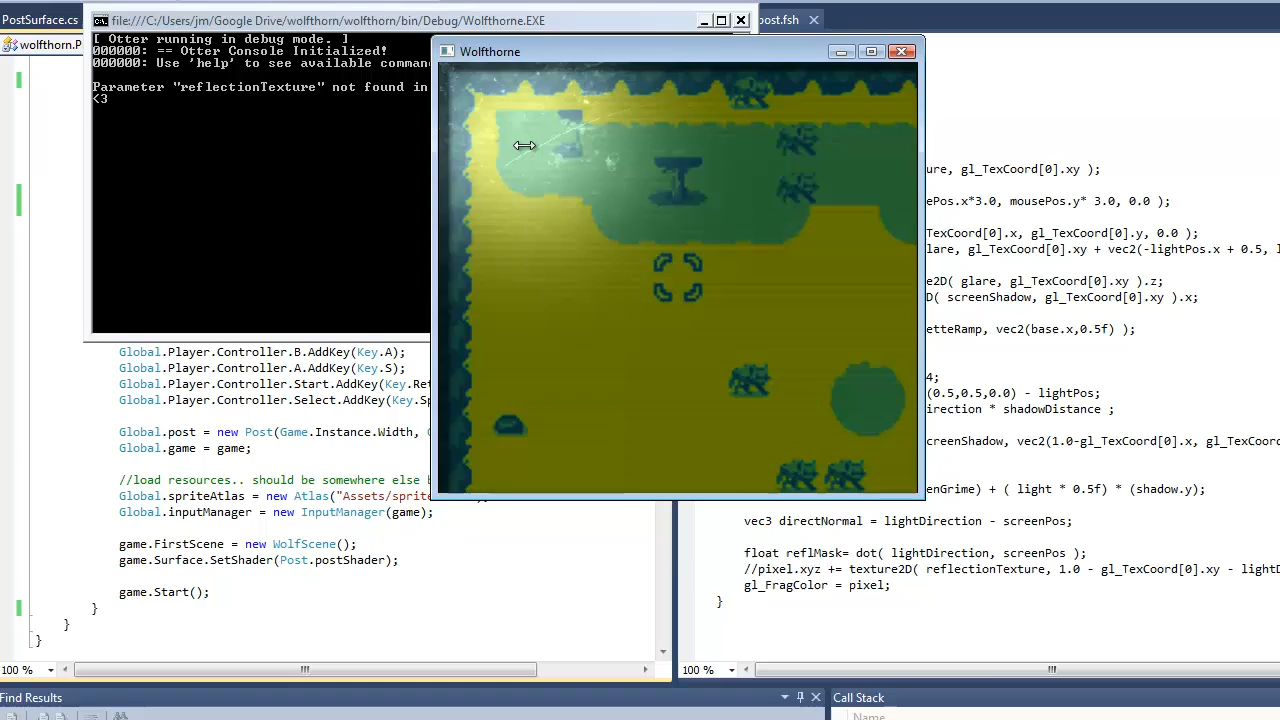 PostSurface.cs
file:///C:/Users/jm/Google Drive/wolfthorn/wolfthorn/bin/Debug/Wolfthorne.EXE
post.fsh
wolfthorn.P
[ Otter running in debug mode. ]
000000: == Otter Console Initialized!
000000: Use 'help' to see available comman
Parameter "reflectionTexture" not found in
<3
Wolfthorne
ure, gl_TexCoord[0].xy );
ePos.x*3.0, mousePos.y* 3.0, 0.0 );
TexCoord[0].x, gl_TexCoord[0].y, 0.0 );
lare, gl_TexCoord[0].xy + vec2(-lightPos.x + 0.5, l
e2D( glare, gl_TexCoord[0].xy ).z;
D( screenShadow, gl_TexCoord[0].xy ).x;
etteRamp, vec2(base.x,0.5f) );
4;
(0.5,0.5,0.0) - lightPos;
irection * shadowDistance ;
creenShadow, vec2(1.0-gl_TexCoord[0].x, gl_TexCoord
enGrime) + ( light * 0.5f) * (shadow.y);
vec3 directNormal = lightDirection - screenPos;
float reflMask= dot( lightDirection, screenPos );
//pixel.xyz += texture2D( reflectionTexture, 1.0 - gl_TexCoord[0].xy - lightD
gl_FragColor = pixel;
}
Global.Player.Controller.B.AddKey(Key.A);
Global.Player.Controller.A.AddKey(Key.S);
Global.Player.Controller.Start.AddKey(Key.Ret
Global.Player.Controller.Select.AddKey(Key.Sp
Global.post = new Post(Game.Instance.Width, G
Global.game = game;
//load resources.. should be somewhere else b
Global.spriteAtlas = new Atlas("Assets/sprite
Global.inputManager = new InputManager(game);
game.FirstScene = new WolfScene();
game.Surface.SetShader(Post.postShader);
game.Start();
}
}
}
100 %
100 %
Find Results
Call Stack
Name